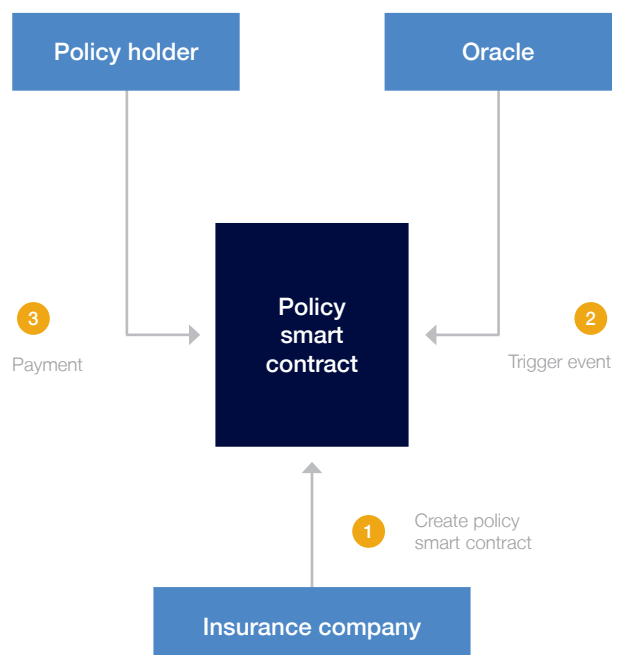 Policy holder
Oracle
Policy
smart
contract
3
Payment
2
Trigger event
1
Create policy
smart contract
Insurance company